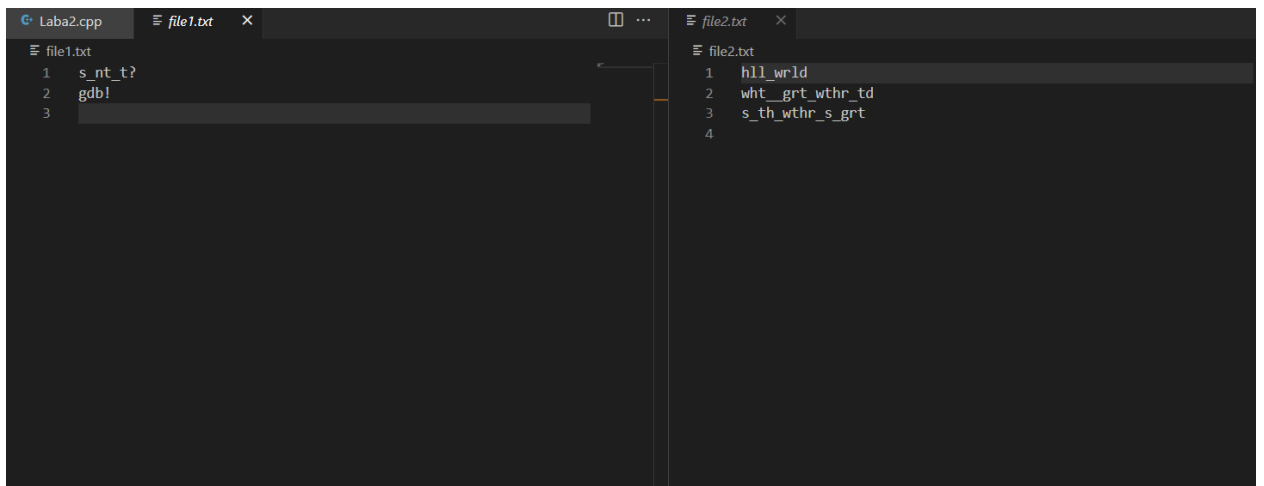 Laba2.cpp file1.txt
file1.txt
1 s_nt_t?
2 gdb!
3
file2.txt
file2.txt
1 hll_wrld
2 wht__grt_wthr_td
3 s_th_wthr_s_grt
4